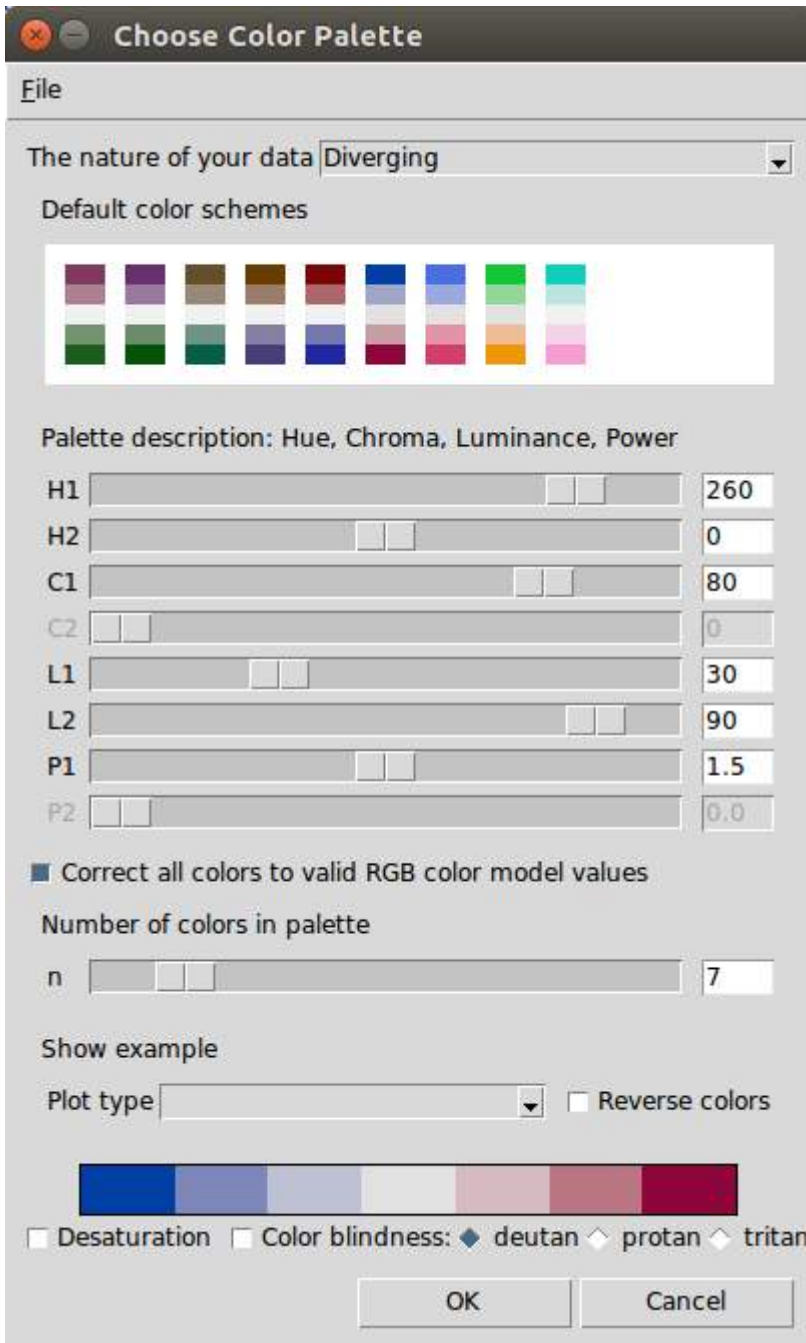 Choose Color Palette
File
The nature of your data Diverging
Default color schemes
Palette description: Hue, Chroma, Luminance, Power
H1 260
H2 0
C1 80
C2 0
L1 30
L2 90
P1 1.5
P2 0.0
Correct all colors to valid RGB color model values
Number of colors in palette
n 7
Show example
Plot type Reverse colors
Desaturation Color blindness: deutan protan tritan
OK Cancel